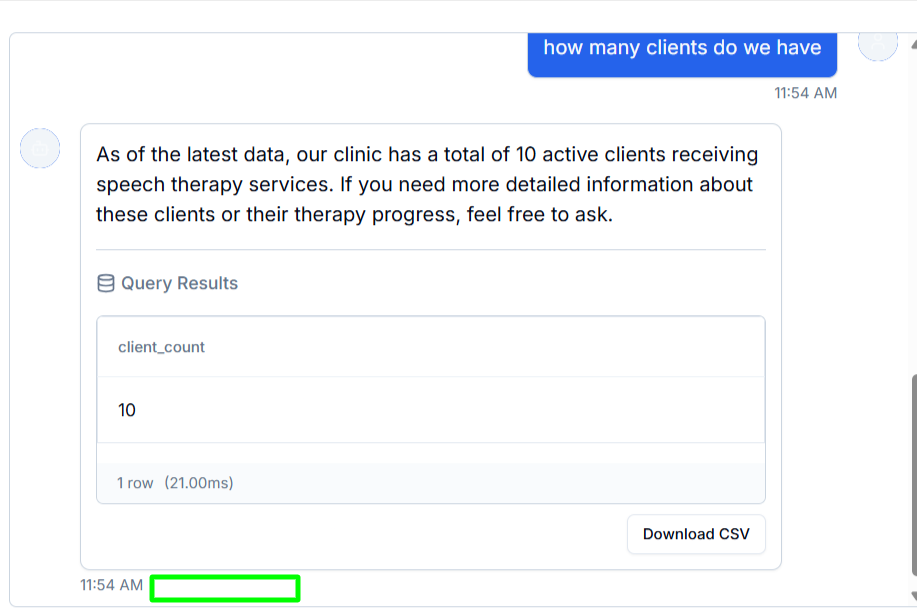 how many clients do we have
11:54 AM
As of the latest data, our clinic has a total of 10 active clients receiving
speech therapy services. If you need more detailed information about
these clients or their therapy progress, feel free to ask.
Query Results
client_count
10
1 row (21.00ms)
Download CSV
11:54 AM